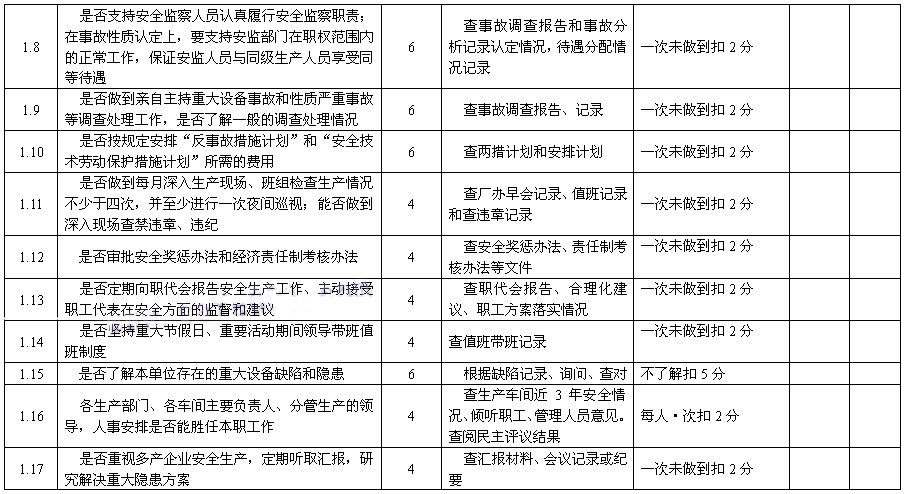 1.8
是否支持安全监察人员认真履行安全监察职责；
在事故性质认定上，要支持安监部门在职权范围内
的正常工作，保证安监人员与同级生产人员享受同
等待遇
6
查事故调查报告和事故分
析记录认定情况，待遇分配情
况记录
一次未做到扣 2 分
1.9
是否做到亲自主持重大设备事故和性质严重事故
等调查处理工作，是否了解一般的调查处理情况
6
查事故调查报告、记录
一次未做到扣 2 分
1.10
是否按规定安排“反事故措施计划”和“安全技
术劳动保护措施计划”所需的费用
6
查两措计划和安排计划
一次未做到扣 2 分
1.11
是否做到每月深入生产现场、班组检查生产情况
不少于四次，并至少进行一次夜间巡视；能否做到
深入现场查禁违章、违纪
4
查厂办早会记录、值班记录
和查违章记录
一次未做到扣 2 分
1.12
是否审批安全奖惩办法和经济责任制考核办法
4
查安全奖惩办法、责任制考
核办法等文件
一次未做到扣 2 分
1.13
是否定期向职代会报告安全生产工作、主动接受
职工代表在安全方面的监督和建议
4
查职代会报告、合理化建
议、职工方案落实情况
一次未做到扣 2 分
1.14
是否坚持重大节假日、重要活动期间领导带班值
班制度
4
查值班带班记录
一次未做到扣 2 分
1.15
是否了解本单位存在的重大设备缺陷和隐患
6
根据缺陷记录、询问、查对
不了解扣 5 分
1.16
各生产部门、各车间主要负责人、分管生产的领
导，人事安排是否能胜任本职工作
4
查生产车间近 3 年安全情
况、倾听职工、管理人员意见。
查阅民主评议结果
每人·次扣 2 分
1.17
是否重视多产企业安全生产，定期听取汇报，研
究解决重大隐患方案
4
查汇报材料、会议记录或纪
要
一次未做到扣 2 分